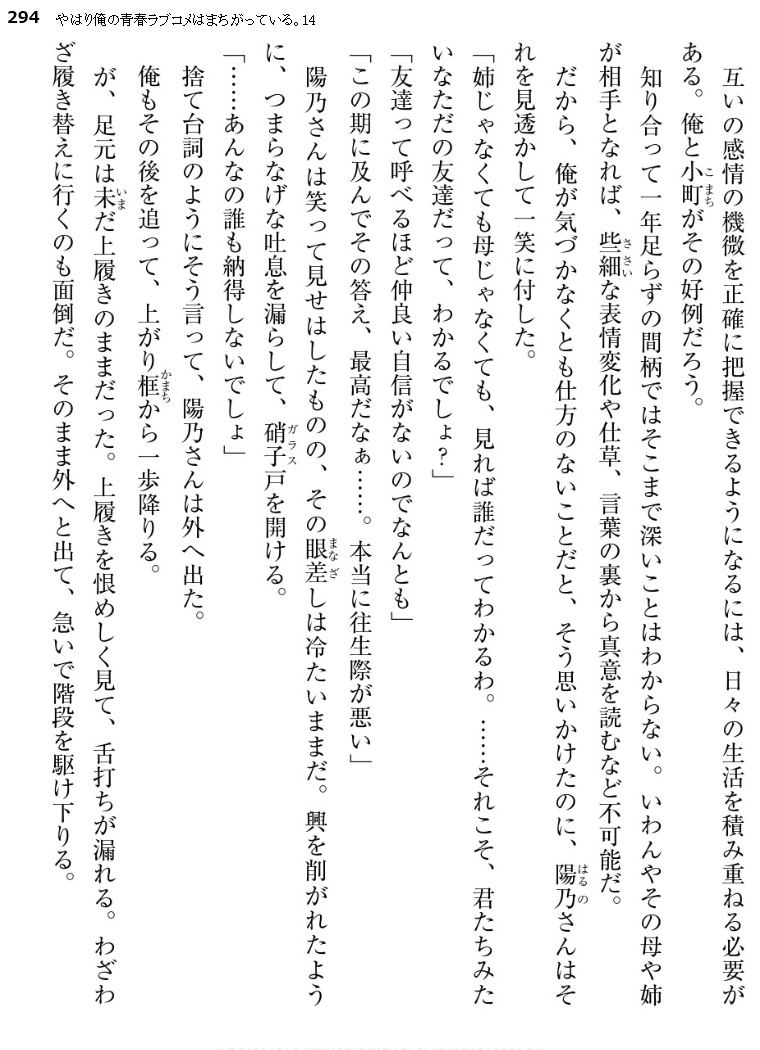 294 やはり俺の青春ラブコメはまちがっている。14
互いの感情の機微を正確に把握できるようになるには、日々の生活を積み重ねる必要が
ある。俺と小町がその好例だろう。
知り合って一年足らずの間柄ではそこまで深いことはわからない。いわんやその母や姉
が相手となれば、些細な表情変化や仕草、言葉の裏から真意を読むなど不可能だ。
だから、俺が気づかなくとも仕方のないことだと、そう思いかけたのに、陽乃さんはそ
れを見透かして一笑に付した。
「姉じゃなくても母じゃなくても、見れば誰だってわかるわ。……それこそ、君たちみた
いなただの友達だって、わかるでしょ?」
「友達って呼べるほど仲良い自信がないのでなんとも」
「この期に及んでその答え、最高だなぁ……。本当に往生際が悪い」
陽乃さんは笑って見せはしたものの、その眼差しは冷たいままだ。興を削がれたよう
に、つまらなげな吐息を漏らして、硝子戸を開ける。
「……あんなの誰も納得しないでしょ」
捨て台詞のようにそう言って、陽乃さんは外へ出た。
俺もその後を追って、上がり框から一歩降りる。
が、足元は未だ上履きのままだった。上履きを恨めしく見て、舌打ちが漏れる。わざわ
ざ履き替えに行くのも面倒だ。そのまま外へと出て、急いで階段を駆け下りる。